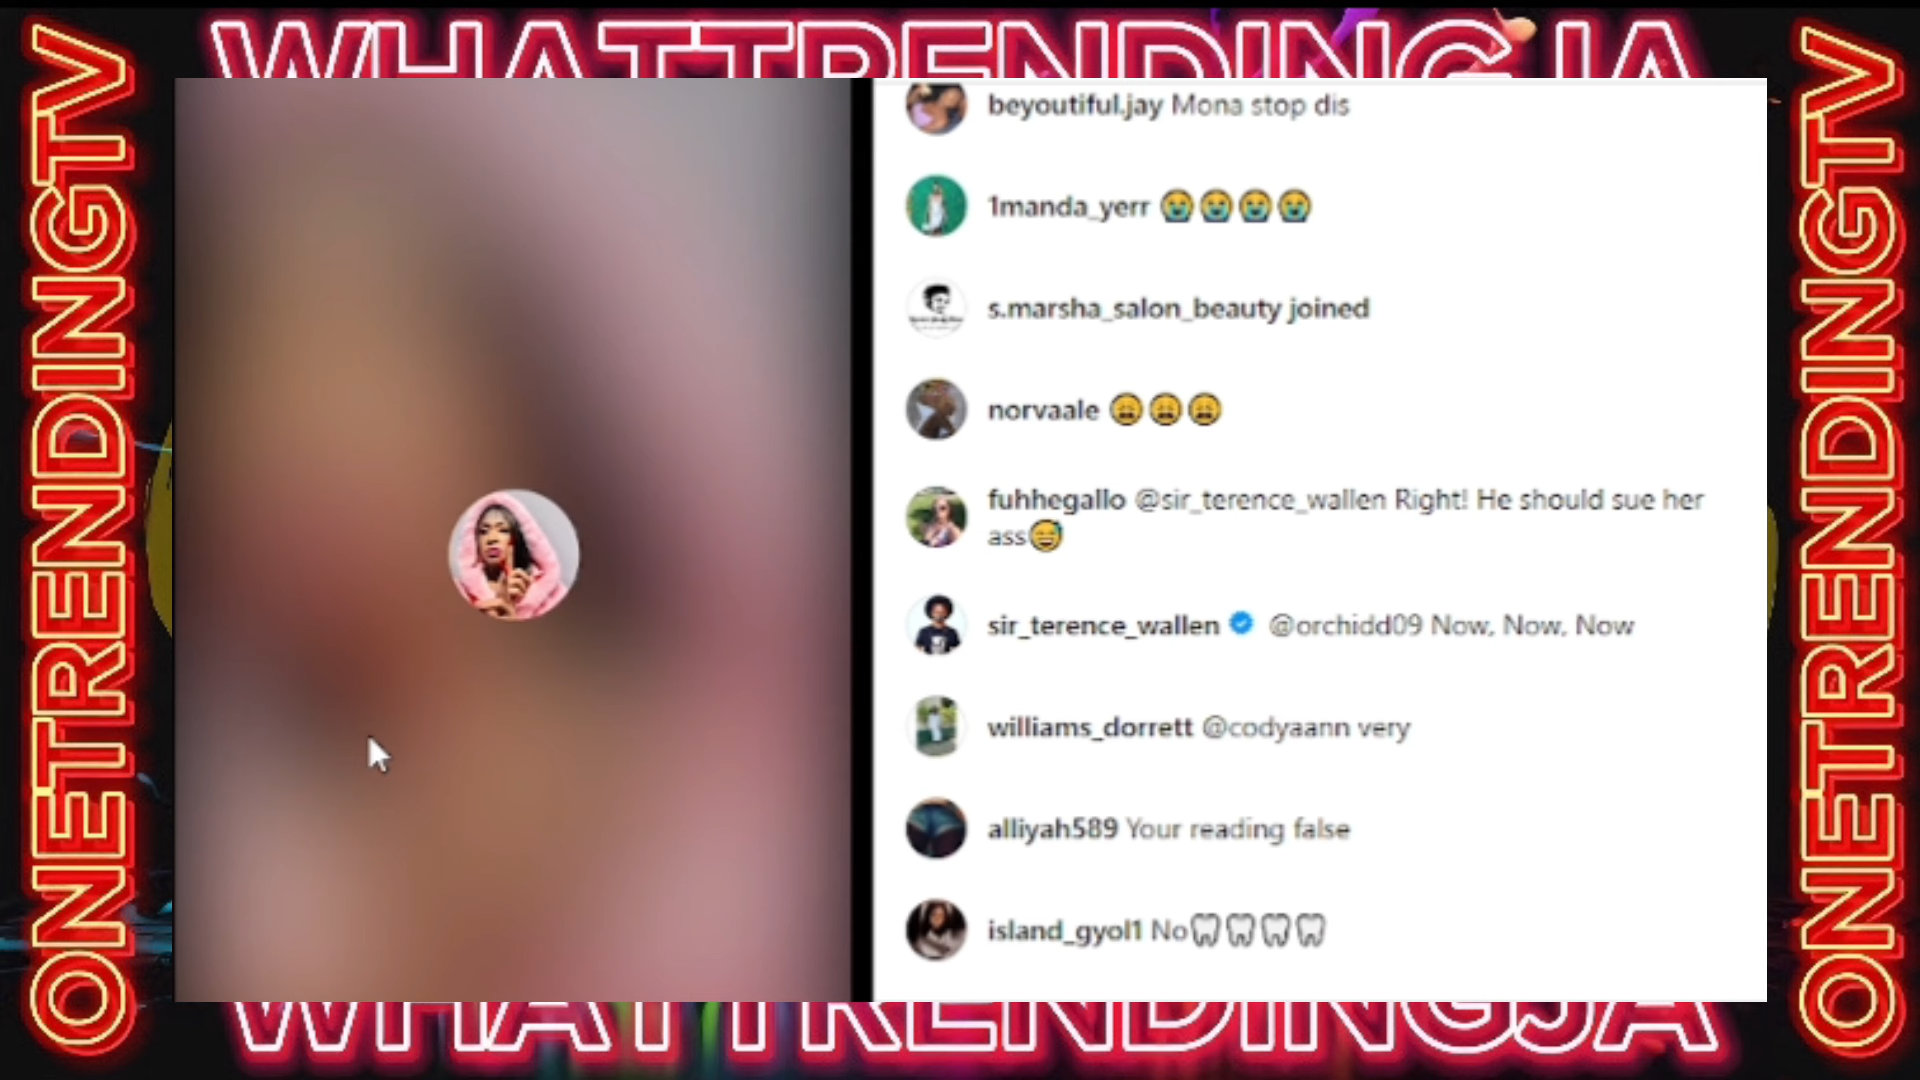 WHATTRENDINGJA
ONETRENDINGTV
ONETRENDINGTV
beyoutiful.jay Mona stop dis
1manda_yerr 😭😭😭😭
s.marsha_salon_beauty joined
norvaale 😩😩😩
fuhhegallo @sir_terence_wallen Right! He should sue her
ass😅
sir_terence_wallen @orchidd09 Now, Now, Now
williams_dorrett @codyaann very
alliyah589 Your reading false
island_gyol1 No🦷🦷🦷🦷
WHATTRENDINGJA